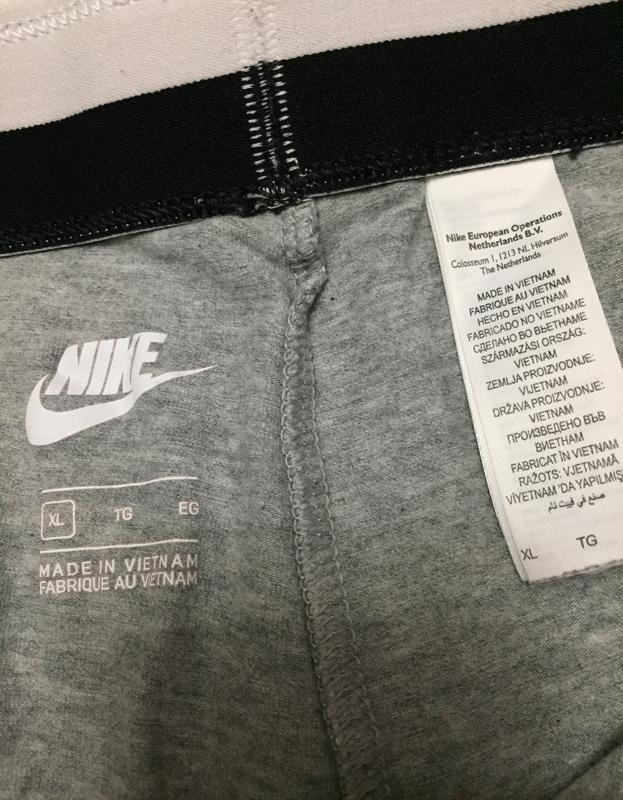 NIKE
XL TG EG
MADE IN VIETNAM
FABRIQUE AU VIETNAM
Nike European Operations
Netherlands B.V.
Colosseum 1, 1213 NL Hilversum
The Netherlands
MADE IN VIETNAM
FABRIQUE AU VIETNAM
HECHO EN VIETNAM
FABRICADO NO VIETNAME
СДЕЛАНО ВО ВЬЕТНАМЕ
SZÁRMAZÁSI ORSZÁG:
VIETNAM
ZEMLJA PROIZVODNJE:
VIJETNAM
DRŽAVA PROIZVODNJE:
VIETNAM
ПРОИЗВЕДЕНО ВЪВ
ВИЕТНАМ
FABRICAT ÎN VIETNAM
RAŽOTS: VJETNAMĀ
VİYETNAM'DA YAPILMIŞ
صنع في فييت نام
XL TG